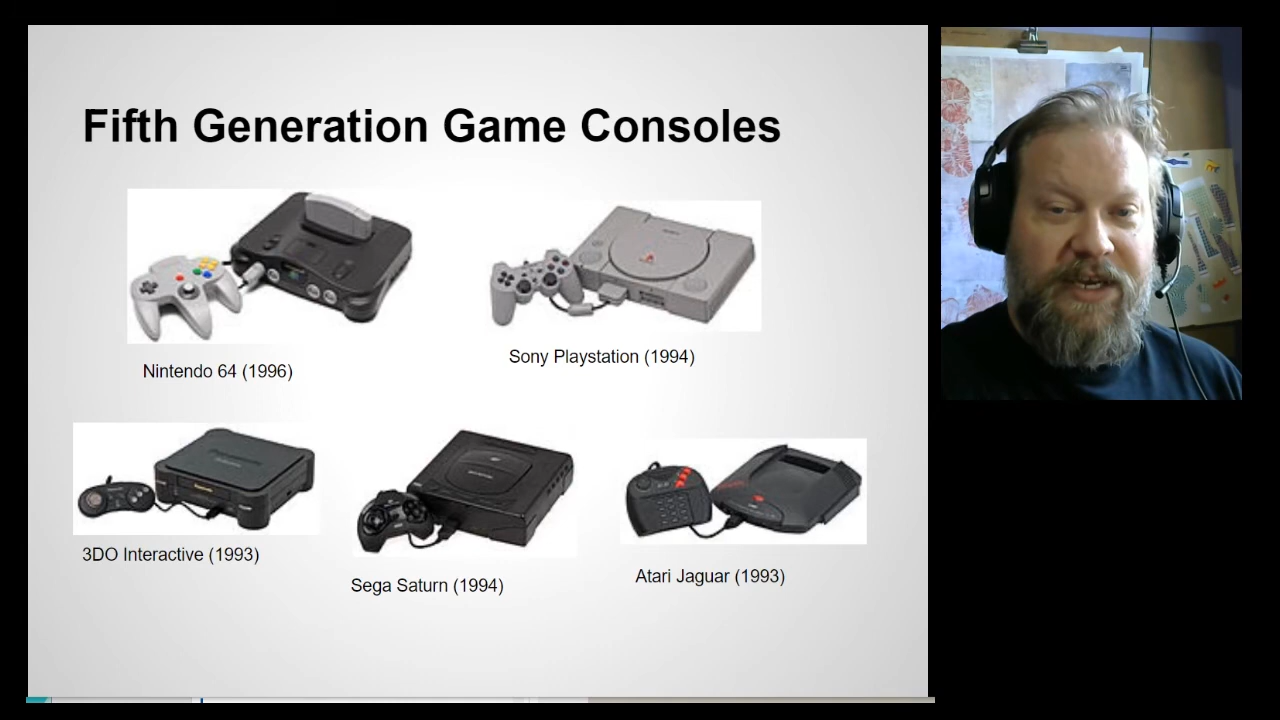 Fifth Generation Game Consoles
Nintendo 64 (1996)
Sony Playstation (1994)
3DO Interactive (1993)
Sega Saturn (1994)
Atari Jaguar (1993)